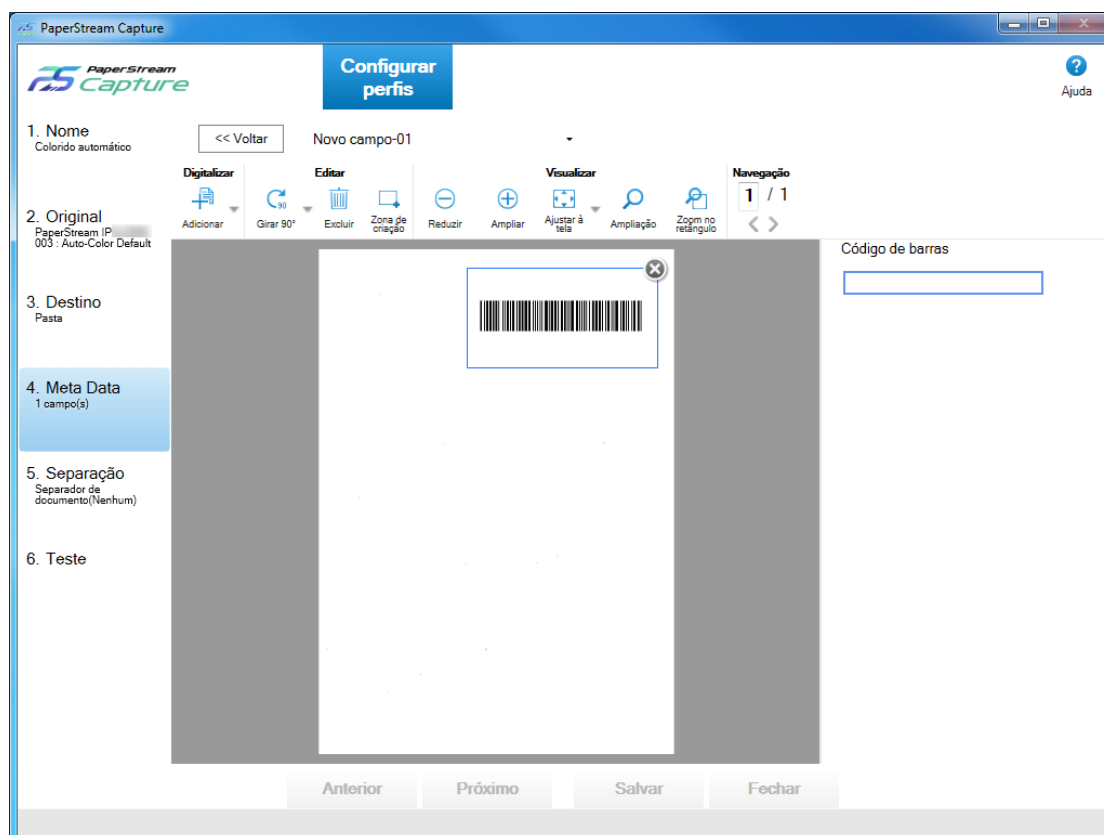 PaperStream Capture
PaperStream
Capture
Configurar
perfis
Ajuda
1. Nome
Colorido automático
<< Voltar
Novo campo-01
Digitalizar
Editar
Visualizar
Navegação
1 / 1
90
Adicionar
Girar 90°
Excluir
Zona de
criação
Reduzir
Ampliar
Ajustar à
tela
Ampliação
Zoom no
retângulo
2. Original
PaperStream IP
003 : Auto-Color Default
Código de barras
3. Destino
Pasta
4. Meta Data
1 campo(s)
5. Separação
Separador de
documento(Nenhum)
6. Teste
Anterior
Próximo
Salvar
Fechar